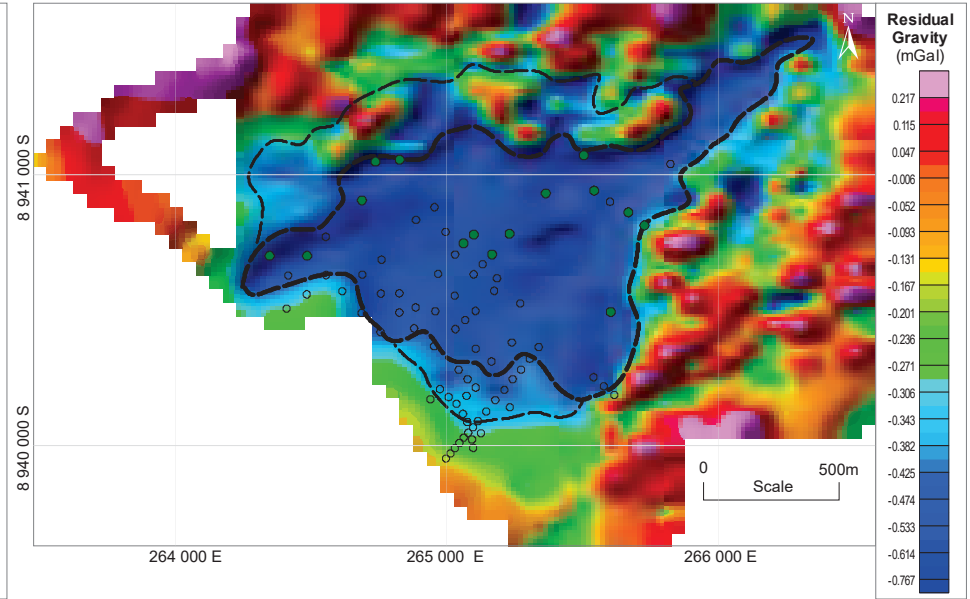 N
8 941 000 S
8 940 000 S
264 000 E
265 000 E
266 000 E
0
500m
Scale
Residual
Gravity
(mGal)
0.217
0.115
0.047
-0.006
-0.052
-0.093
-0.131
-0.167
-0.201
-0.236
-0.271
-0.306
-0.343
-0.382
-0.425
-0.474
-0.533
-0.614
-0.767